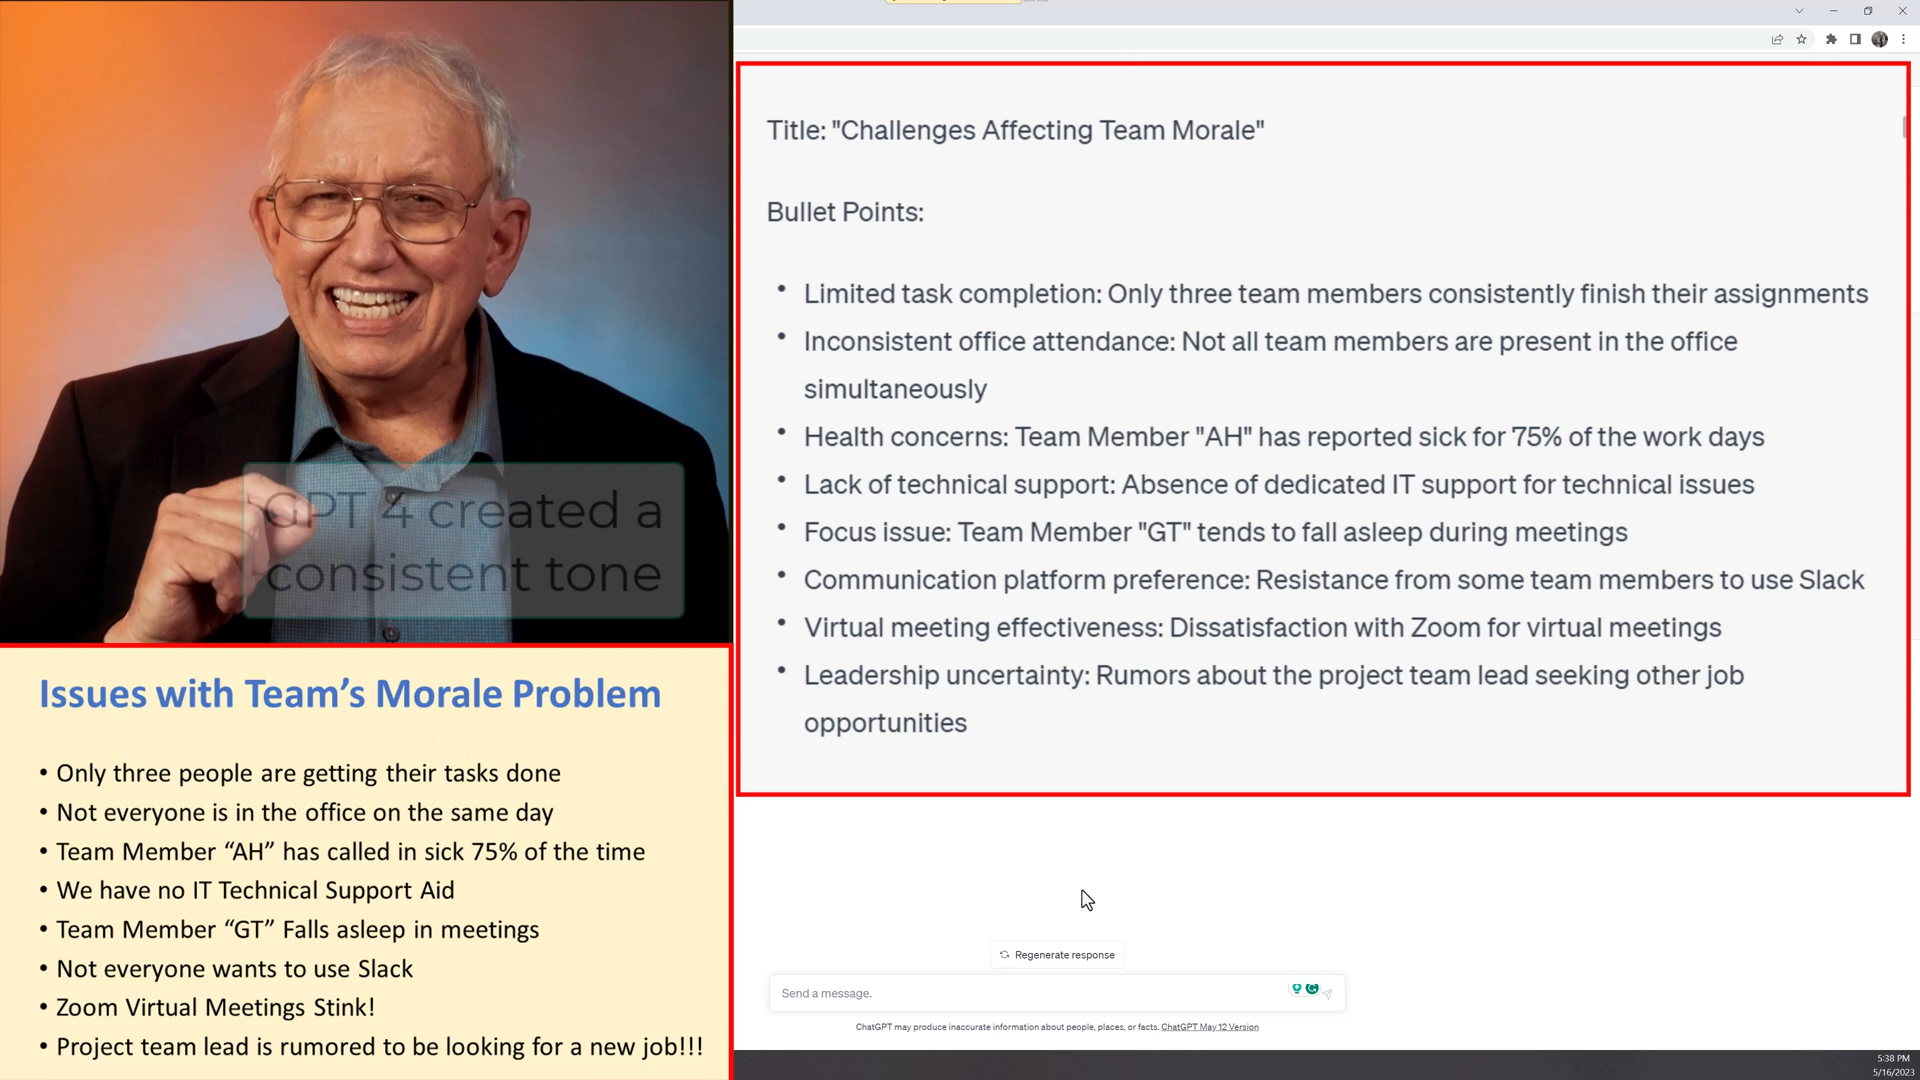 GPT 4 created a
consistent tone
Issues with Team’s Morale Problem
• Only three people are getting their tasks done
• Not everyone is in the office on the same day
• Team Member “AH” has called in sick 75% of the time
• We have no IT Technical Support Aid
• Team Member “GT” Falls asleep in meetings
• Not everyone wants to use Slack
• Zoom Virtual Meetings Stink!
• Project team lead is rumored to be looking for a new job!!!
Title: "Challenges Affecting Team Morale"
Bullet Points:
• Limited task completion: Only three team members consistently finish their assignments
• Inconsistent office attendance: Not all team members are present in the office
simultaneously
• Health concerns: Team Member "AH" has reported sick for 75% of the work days
• Lack of technical support: Absence of dedicated IT support for technical issues
• Focus issue: Team Member "GT" tends to fall asleep during meetings
• Communication platform preference: Resistance from some team members to use Slack
• Virtual meeting effectiveness: Dissatisfaction with Zoom for virtual meetings
• Leadership uncertainty: Rumors about the project team lead seeking other job
opportunities
Regenerate response
Send a message.
ChatGPT may produce inaccurate information about people, places, or facts. ChatGPT May 12 Version
5:38 PM
5/16/2023